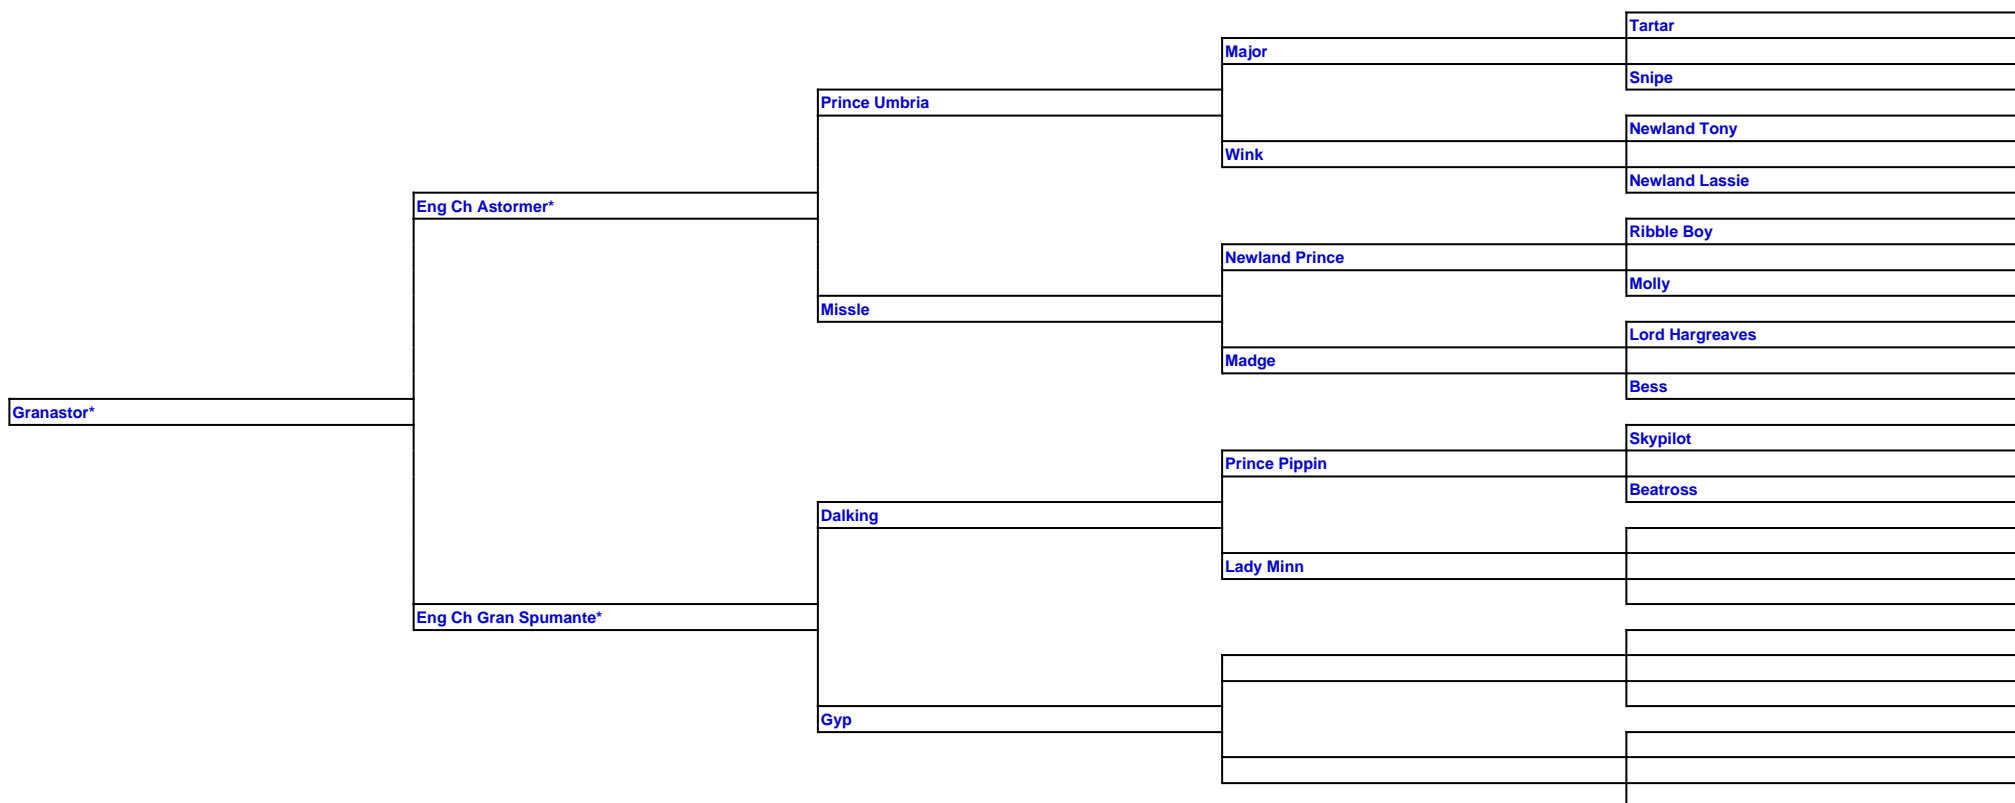 Tartar
Major
Snipe
Prince Umbria
Newland Tony
Wink
Newland Lassie
Eng Ch Astormer*
Ribble Boy
Newland Prince
Molly
Missle
Lord Hargreaves
Madge
Bess
Granastor*
Skypilot
Prince Pippin
Beatross
Dalking
Lady Minn
Eng Ch Gran Spumante*
Gyp